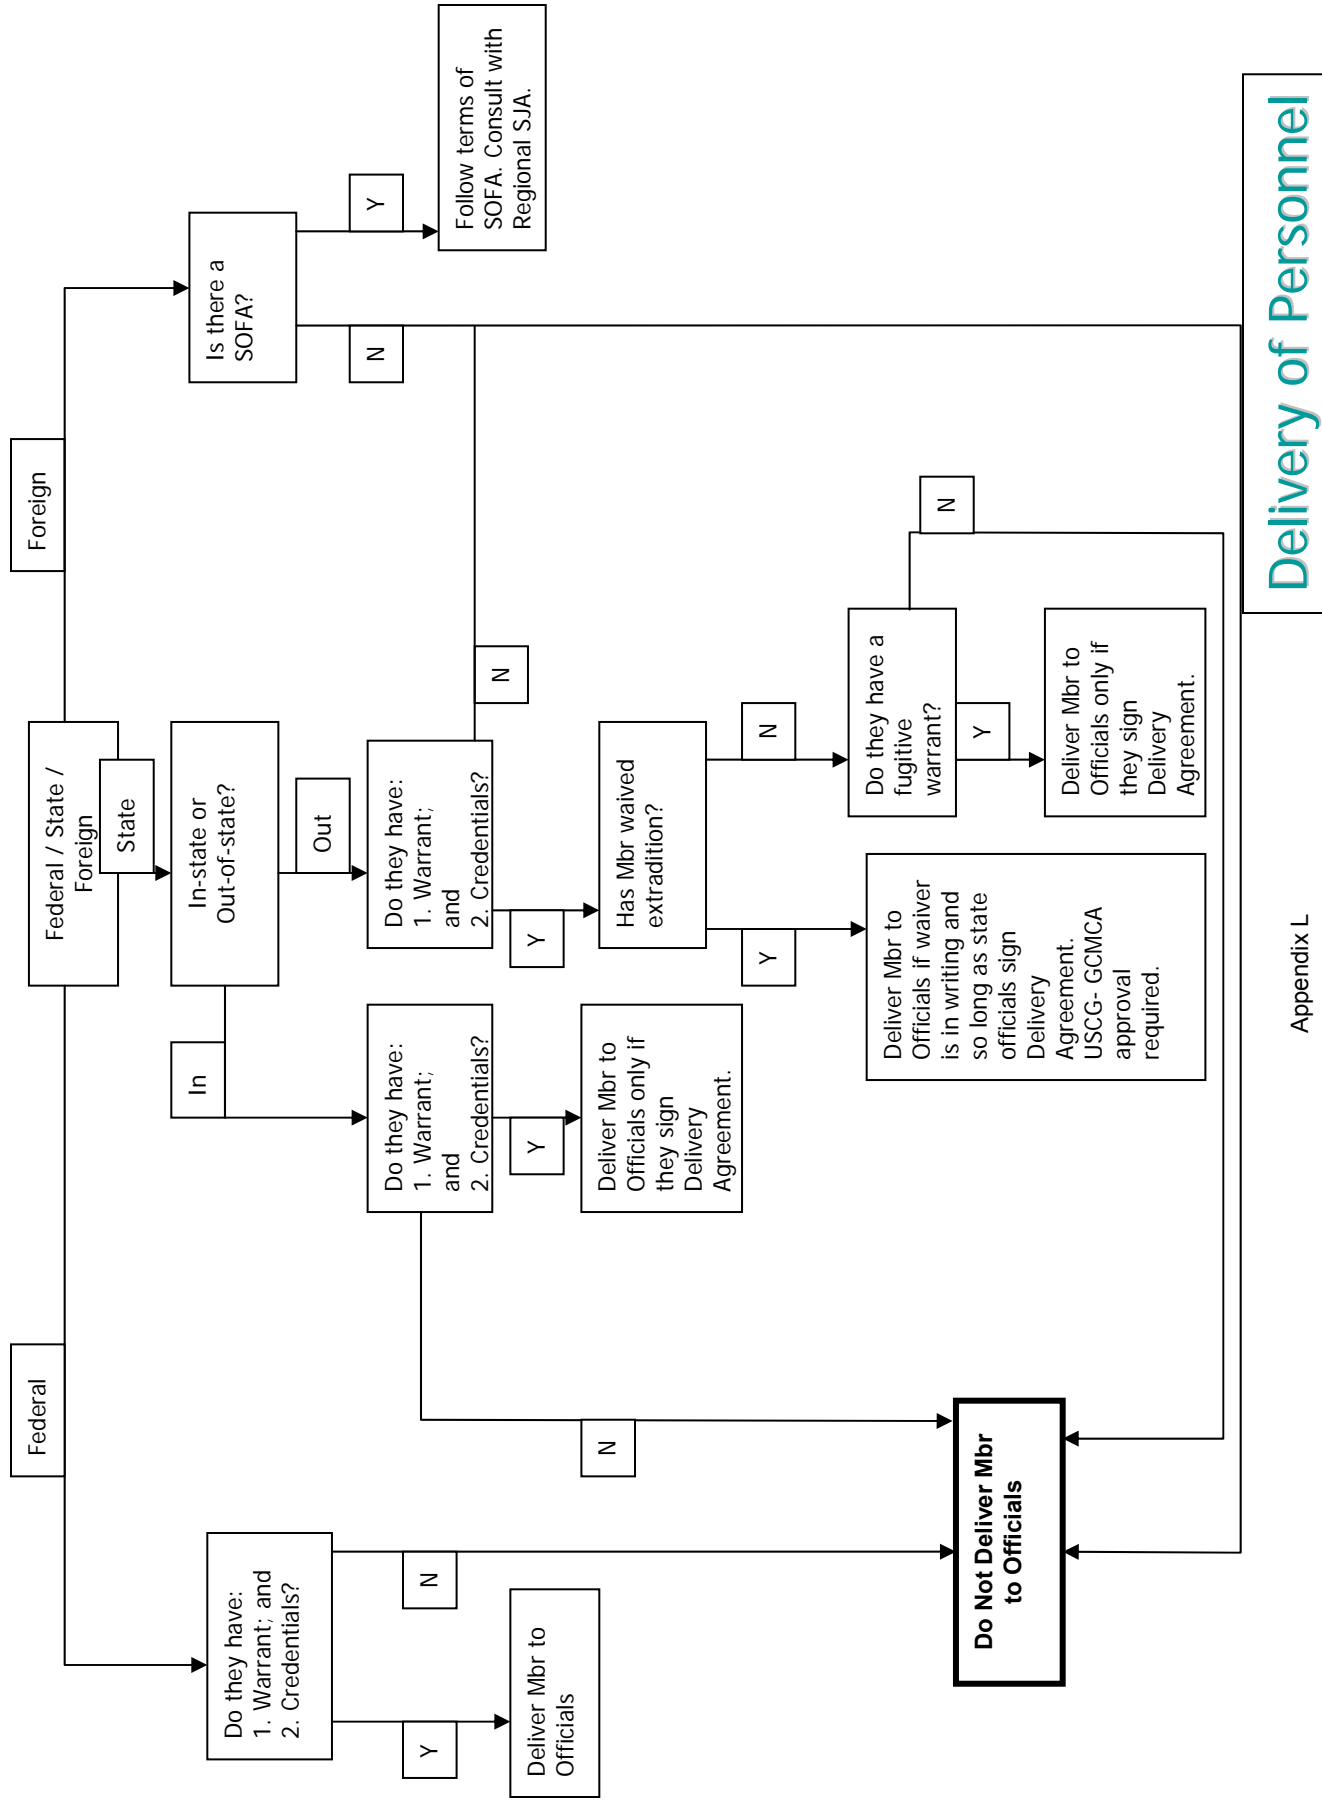 Delivery of Personnel
Federal
Foreign
Federal / State /
Foreign
State
Do they have:
1. Warrant; and
2. Credentials?
Y
N
Deliver Mbr to
Officials
In-state or
Out-of-state?
In
Out
Do they have:
1. Warrant;
and
2. Credentials?
N
Y
Deliver Mbr to
Officials only if
they sign
Delivery
Agreement.
Do they have:
1. Warrant;
and
2. Credentials?
Y
N
Has Mbr waived
extradition?
Y
N
Deliver Mbr to
Officials if waiver
is in writing and
so long as state
officials sign
Delivery
Agreement.
USCG- GCMCA
approval
required.
Do they have a
fugitive
warrant?
Y
N
Deliver Mbr to
Officials only if
they sign
Delivery
Agreement.
Is there a
SOFA?
N
Y
Follow terms of
SOFA. Consult with
Regional SJA.
Do Not Deliver Mbr
to Officials
Appendix L